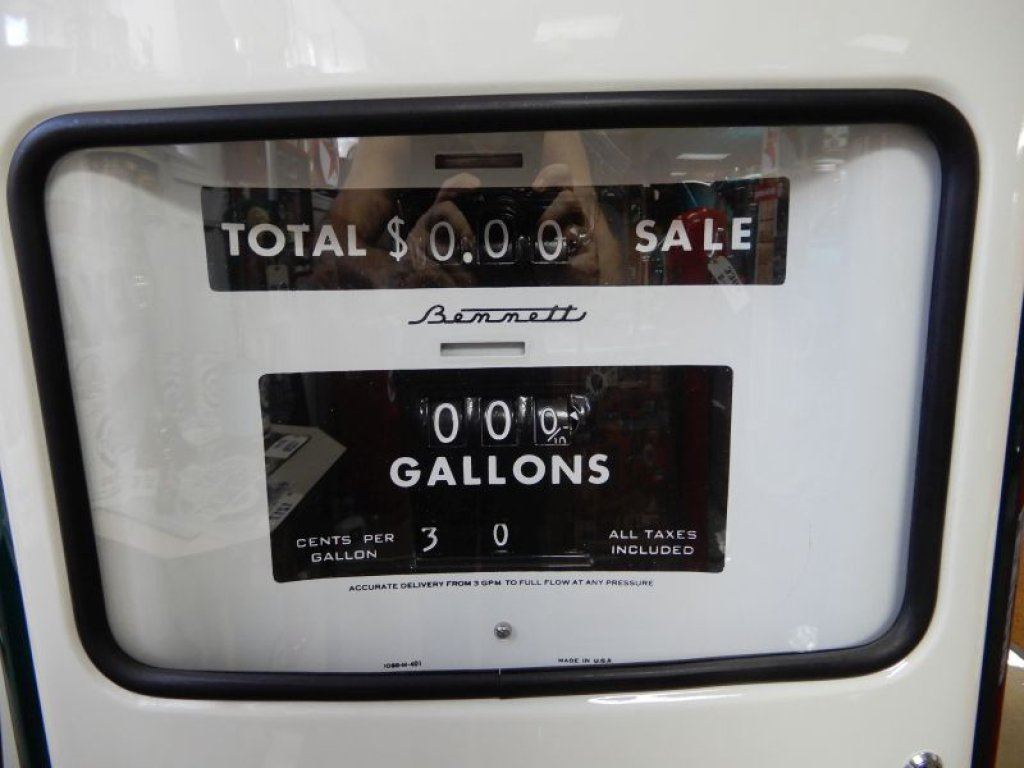 TOTAL $0.00 SALE
Bennett
000/10
GALLONS
CENTS PER GALLON 3 0 ALL TAXES INCLUDED
ACCURATE DELIVERY FROM 3 GPM TO FULL FLOW AT ANY PRESSURE
MADE IN U.S.A